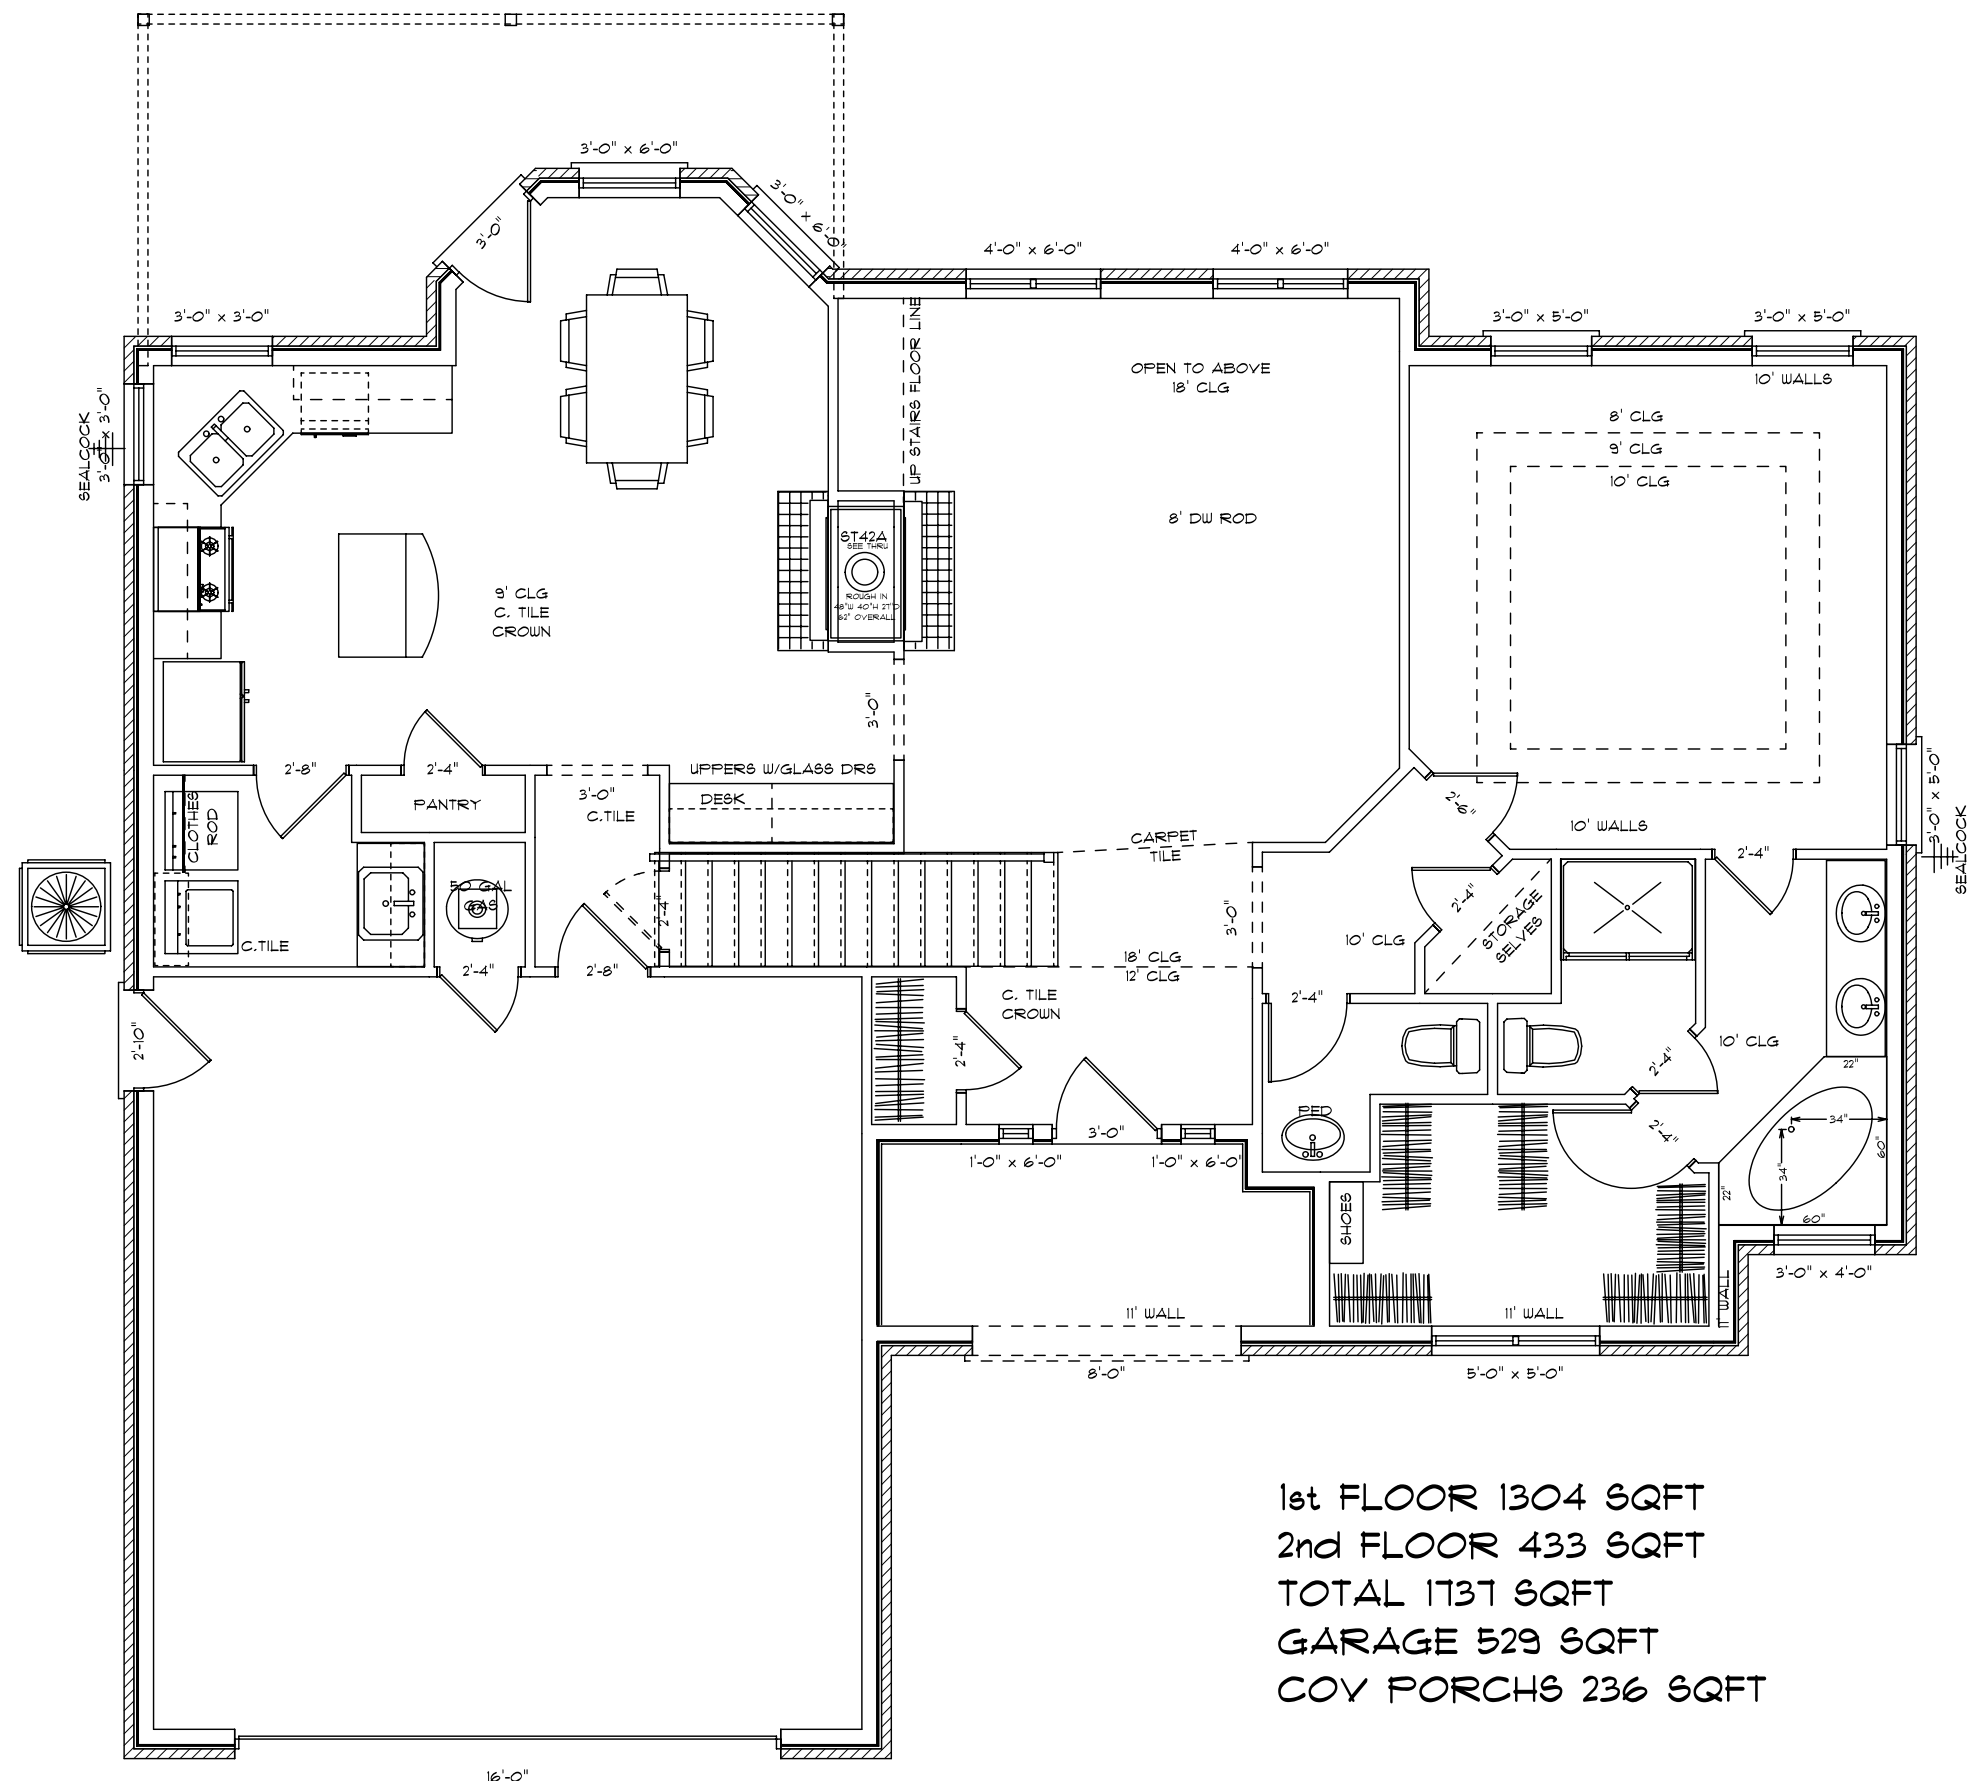 3'-0" x 6'-0"
3'-0" x 6'-0"
3'-0"
4'-0" x 6'-0"
4'-0" x 6'-0"
3'-0" x 3'-0"
3'-0" x 5'-0"
3'-0" x 5'-0"
SEALCOCK
3'-0" x 3'-0"
UP STAIRS FLOOR LINE
OPEN TO ABOVE
18' CLG
10' WALLS
8' CLG
9' CLG
10' CLG
8' DW ROD
ST42A
SEE THRU
ROUGH IN
48"W 40"H 27"D
62" OVERALL
9' CLG
C. TILE
CROWN
3'-0"
2'-8"
2'-4"
PANTRY
3'-0"
C.TILE
UPPERS W/GLASS DRS
DESK
CLOTHES
ROD
CARPET
TILE
2'-6"
10' WALLS
2'-4"
3'-0" x 5'-0"
SEALCOCK
50 GAL
GAS
C.TILE
2'-4"
2'-8"
2'-4"
3'-0"
10' CLG
2'-4"
STORAGE
SELVES
18' CLG
12' CLG
C. TILE
CROWN
2'-4"
2'-4"
2'-10"
2'-4"
10' CLG
22"
PED
3'-0"
1'-0" x 6'-0"
1'-0" x 6'-0"
2'-4"
34"
34"
60"
22"
60"
SHOES
3'-0" x 4'-0"
11' WALL
11' WALL
11' WALL
8'-0"
5'-0" x 5'-0"
1st FLOOR 1304 SQFT
2nd FLOOR 433 SQFT
TOTAL 1737 SQFT
GARAGE 529 SQFT
COV PORCHS 236 SQFT
16'-0"